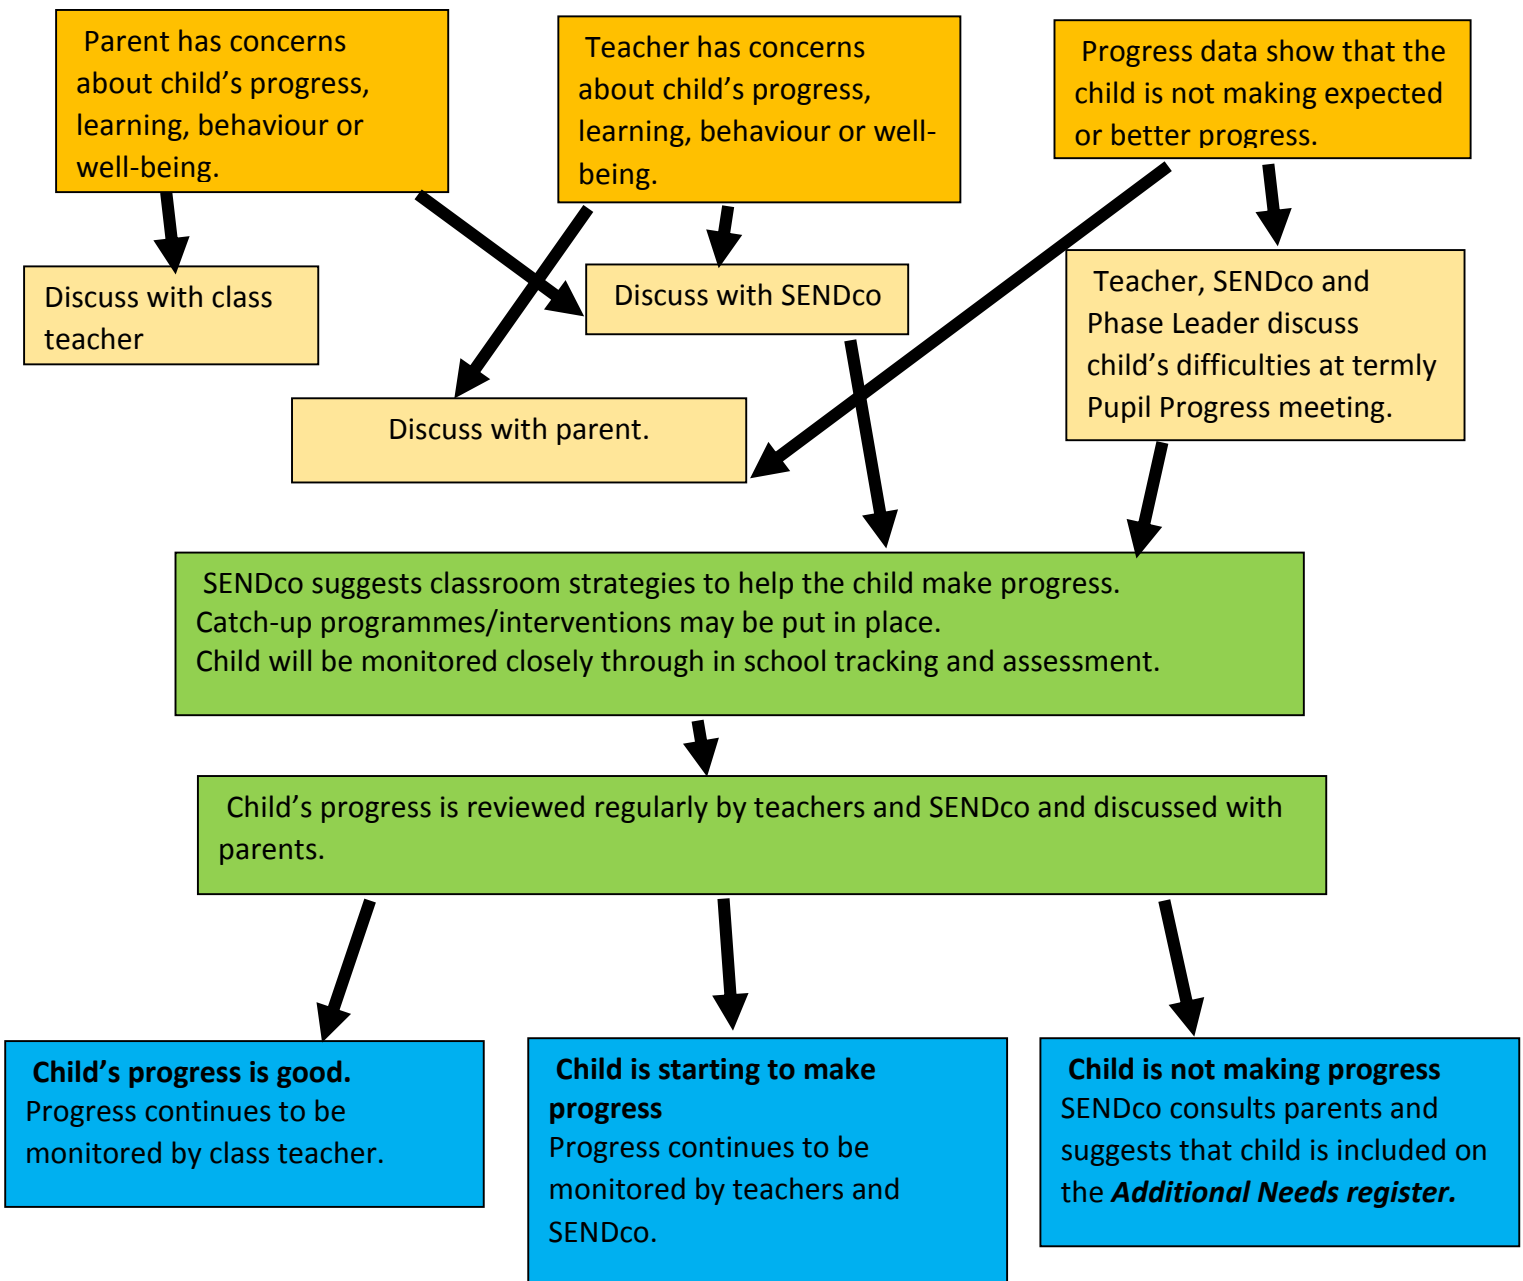 Parent has concerns
about child's progress,
learning, behaviour or
well-being.
Teacher has concerns
about child's progress,
learning, behaviour or well-
being.
Progress data show that the
child is not making expected
or better progress.
Discuss with class
teacher
Discuss with SENDco
Teacher, SENDco and
Phase Leader discuss
child's difficulties at termly
Pupil Progress meeting.
Discuss with parent.
SENDco suggests classroom strategies to help the child make progress.
Catch-up programmes/interventions may be put in place.
Child will be monitored closely through in school tracking and assessment.
Child's progress is reviewed regularly by teachers and SENDco and discussed with
parents.
Child's progress is good.
Progress continues to be
monitored by class teacher.
Child is starting to make
progress
Progress continues to be
monitored by teachers and
SENDco.
Child is not making progress
SENDco consults parents and
suggests that child is included on
the Additional Needs register.